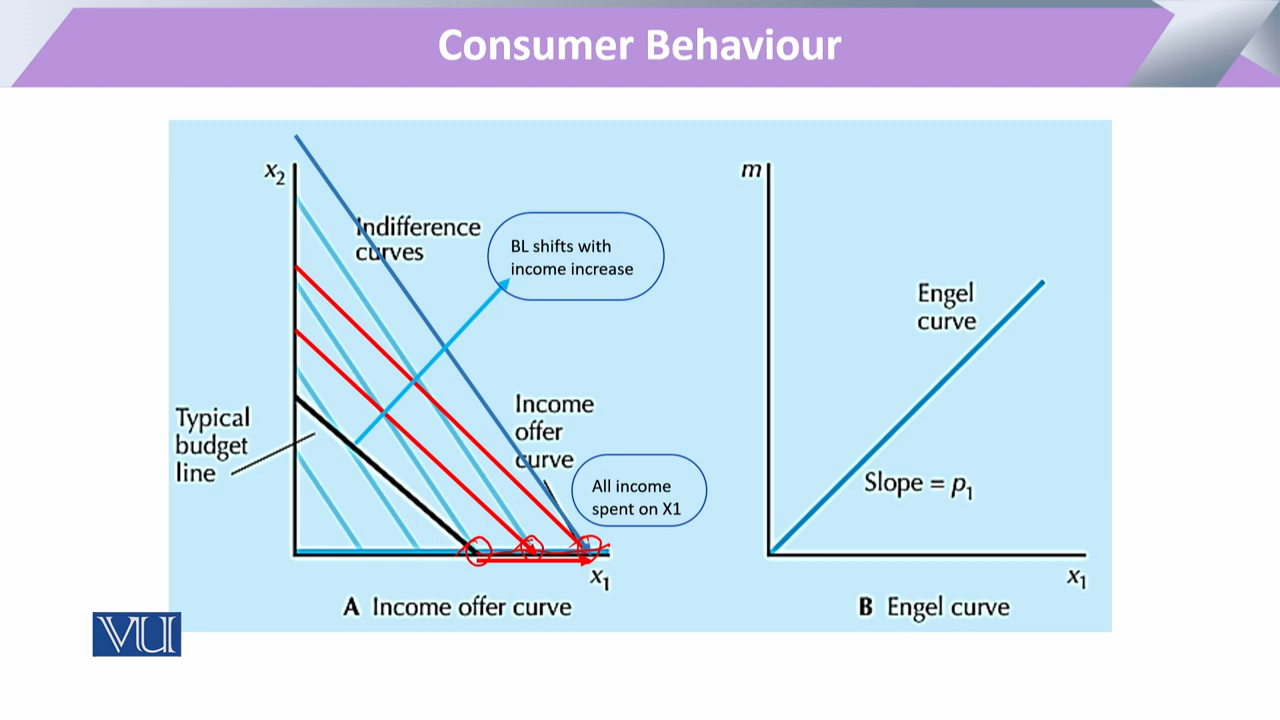 Consumer Behaviour
x2
Indifference
curves
BL shifts with
income increase
Typical
budget
line
Income
offer
curve
All income
spent on X1
x1
A Income offer curve
m
Engel
curve
Slope = p1
x1
B Engel curve
VU